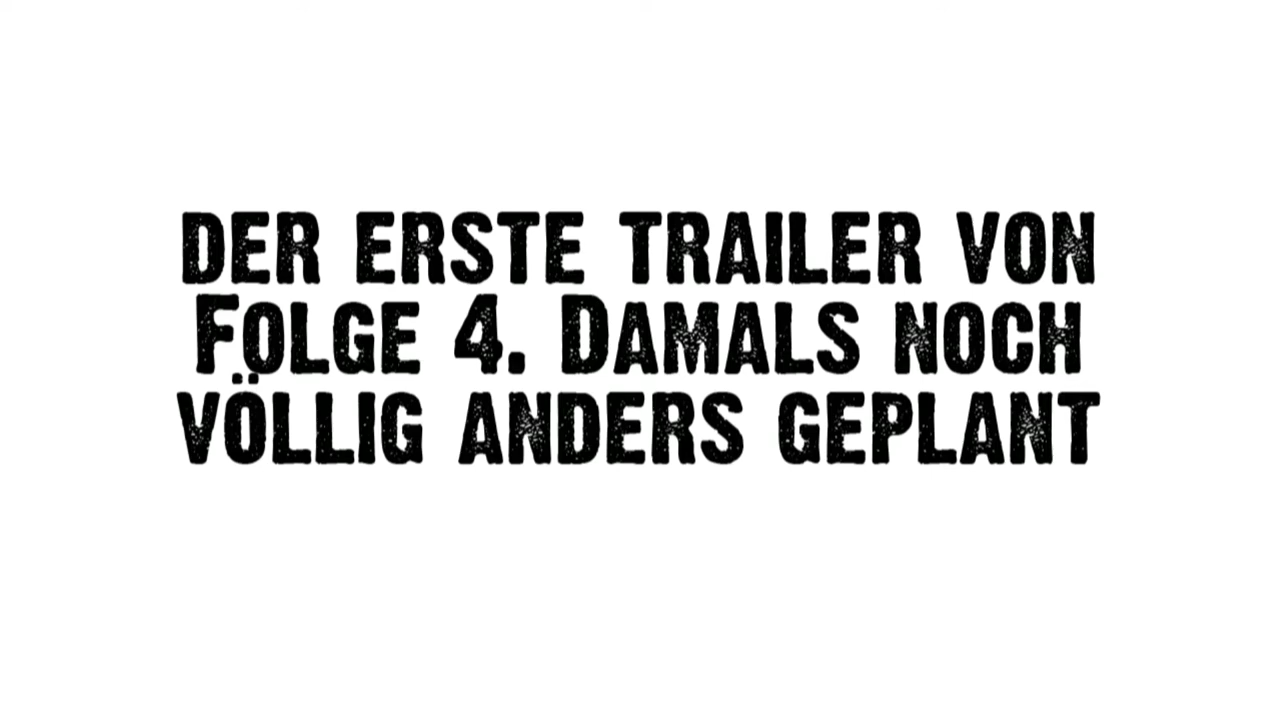 der erste trailer von
Folge 4. Damals noch
völlig anders geplant